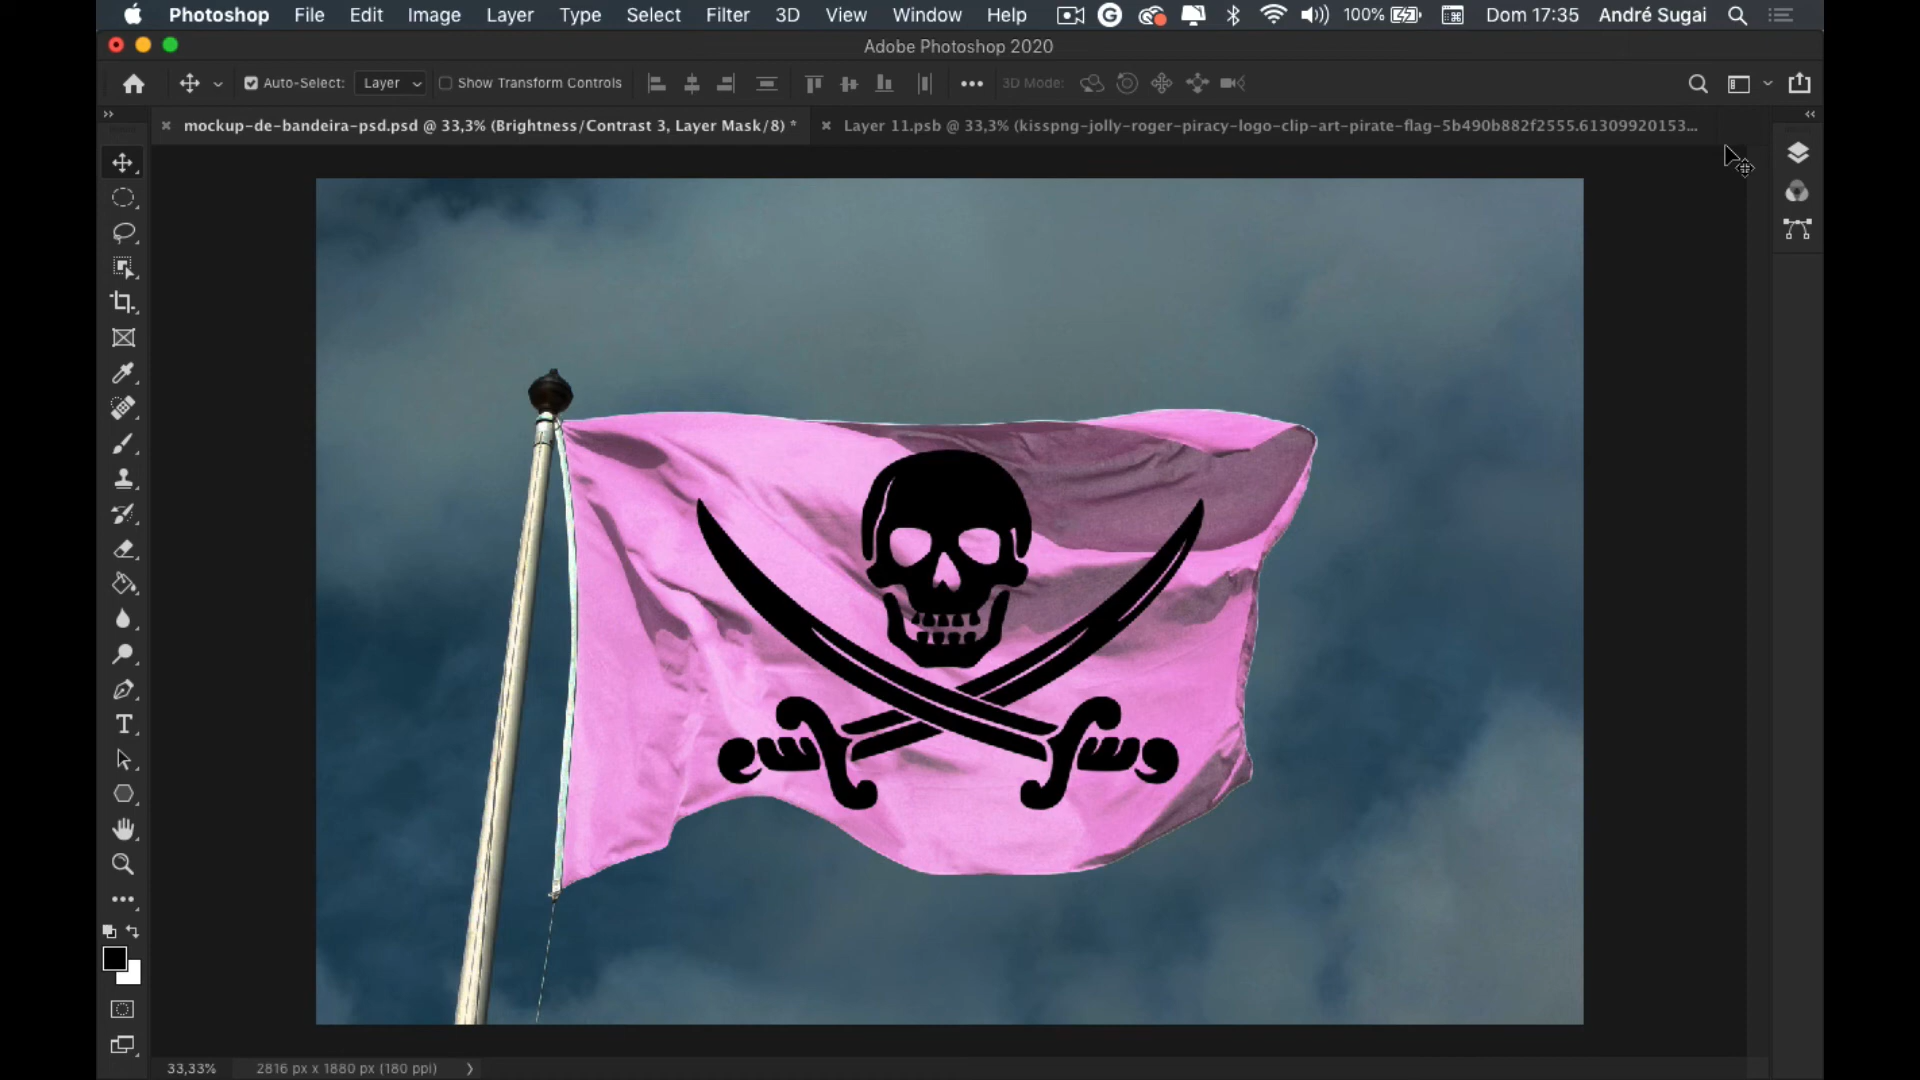 Photoshop File Edit Image Layer Type Select Filter 3D View Window Help 100% Dom 17:35 André Sugai
Adobe Photoshop 2020
Auto-Select: Layer Show Transform Controls 3D Mode:
mockup-de-bandeira-psd.psd @ 33,3% (Brightness/Contrast 3, Layer Mask/8) * Layer 11.psb @ 33,3% (kisspng-jolly-roger-piracy-logo-clip-art-pirate-flag-5b490b882f2555.61309920153...
33,33% 2816 px x 1880 px (180 ppi)